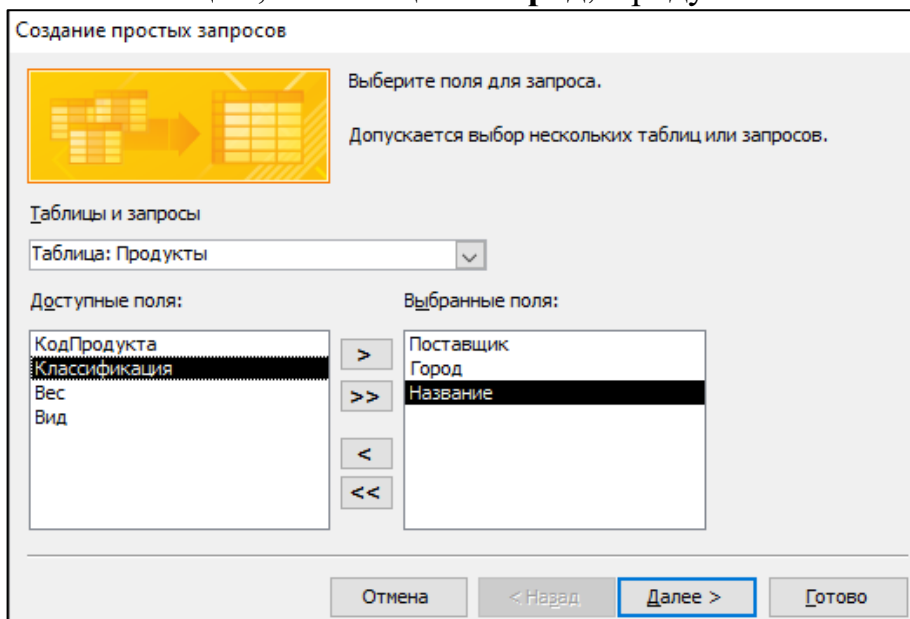 Создание простых запросов
Выберите поля для запроса.
Допускается выбор нескольких таблиц или запросов.
Таблицы и запросы
Таблица: Продукты
Доступные поля:
Выбранные поля:
КодПродукта
Классификация
Вес
Вид
>
>>
<
<<
Поставщик
Город
Название
Отмена
< Назад
Далее >
Готово